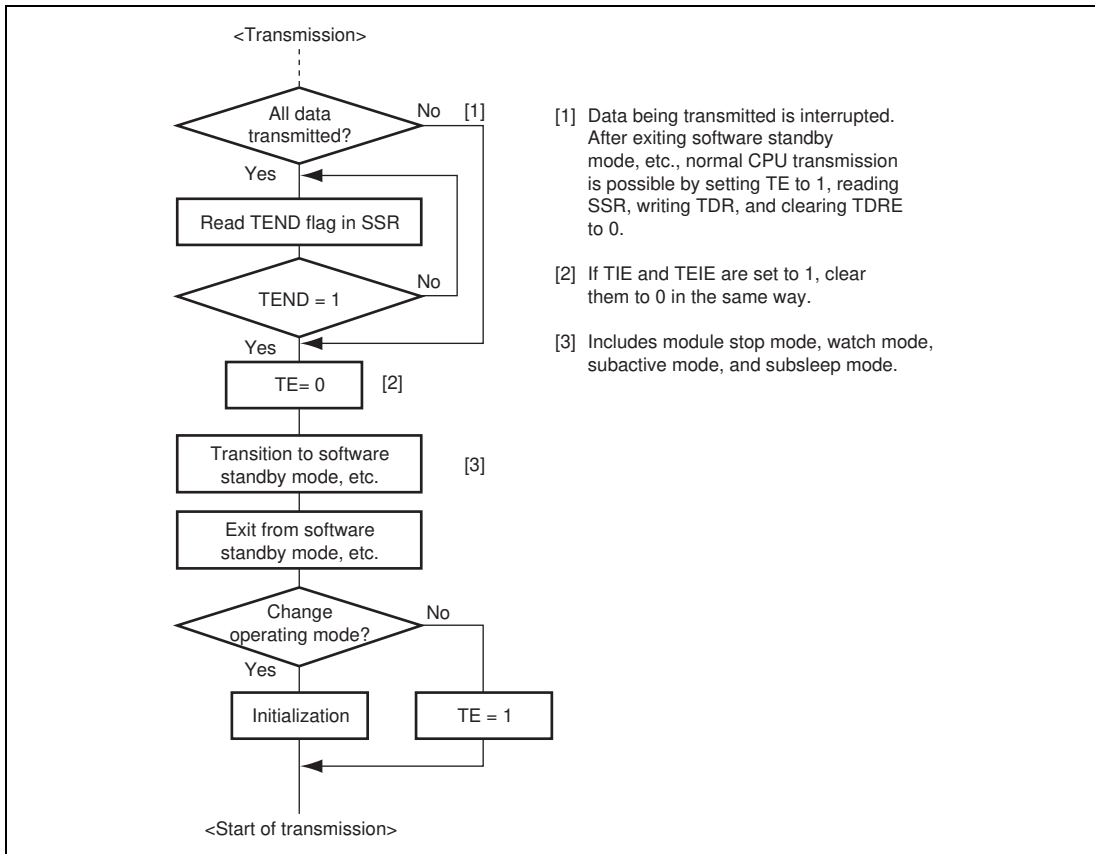 <Transmission>
All data
transmitted?
No
[1]
Yes
Read TEND flag in SSR
TEND = 1
No
Yes
TE= 0
[2]
Transition to software
standby mode, etc.
[3]
Exit from software
standby mode, etc.
Change
operating mode?
No
Yes
Initialization
TE = 1
<Start of transmission>
[1] Data being transmitted is interrupted.
After exiting software standby
mode, etc., normal CPU transmission
is possible by setting TE to 1, reading
SSR, writing TDR, and clearing TDRE
to 0.
[2] If TIE and TEIE are set to 1, clear
them to 0 in the same way.
[3] Includes module stop mode, watch mode,
subactive mode, and subsleep mode.